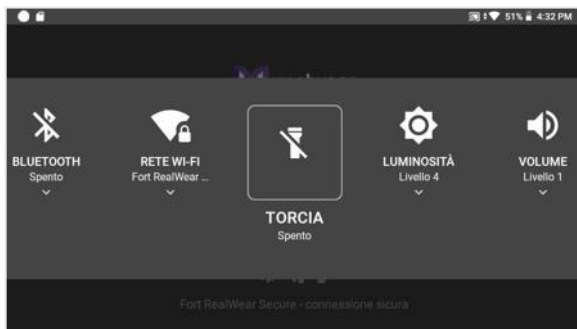 51% 4:32 PM
BLUETOOTH
Spento
RETE WI-FI
Fort RealWear ...
TORCIA
Spento
LUMINOSITÀ
Livello 4
VOLUME
Livello 1
Fort RealWear Secure - connessione sicura